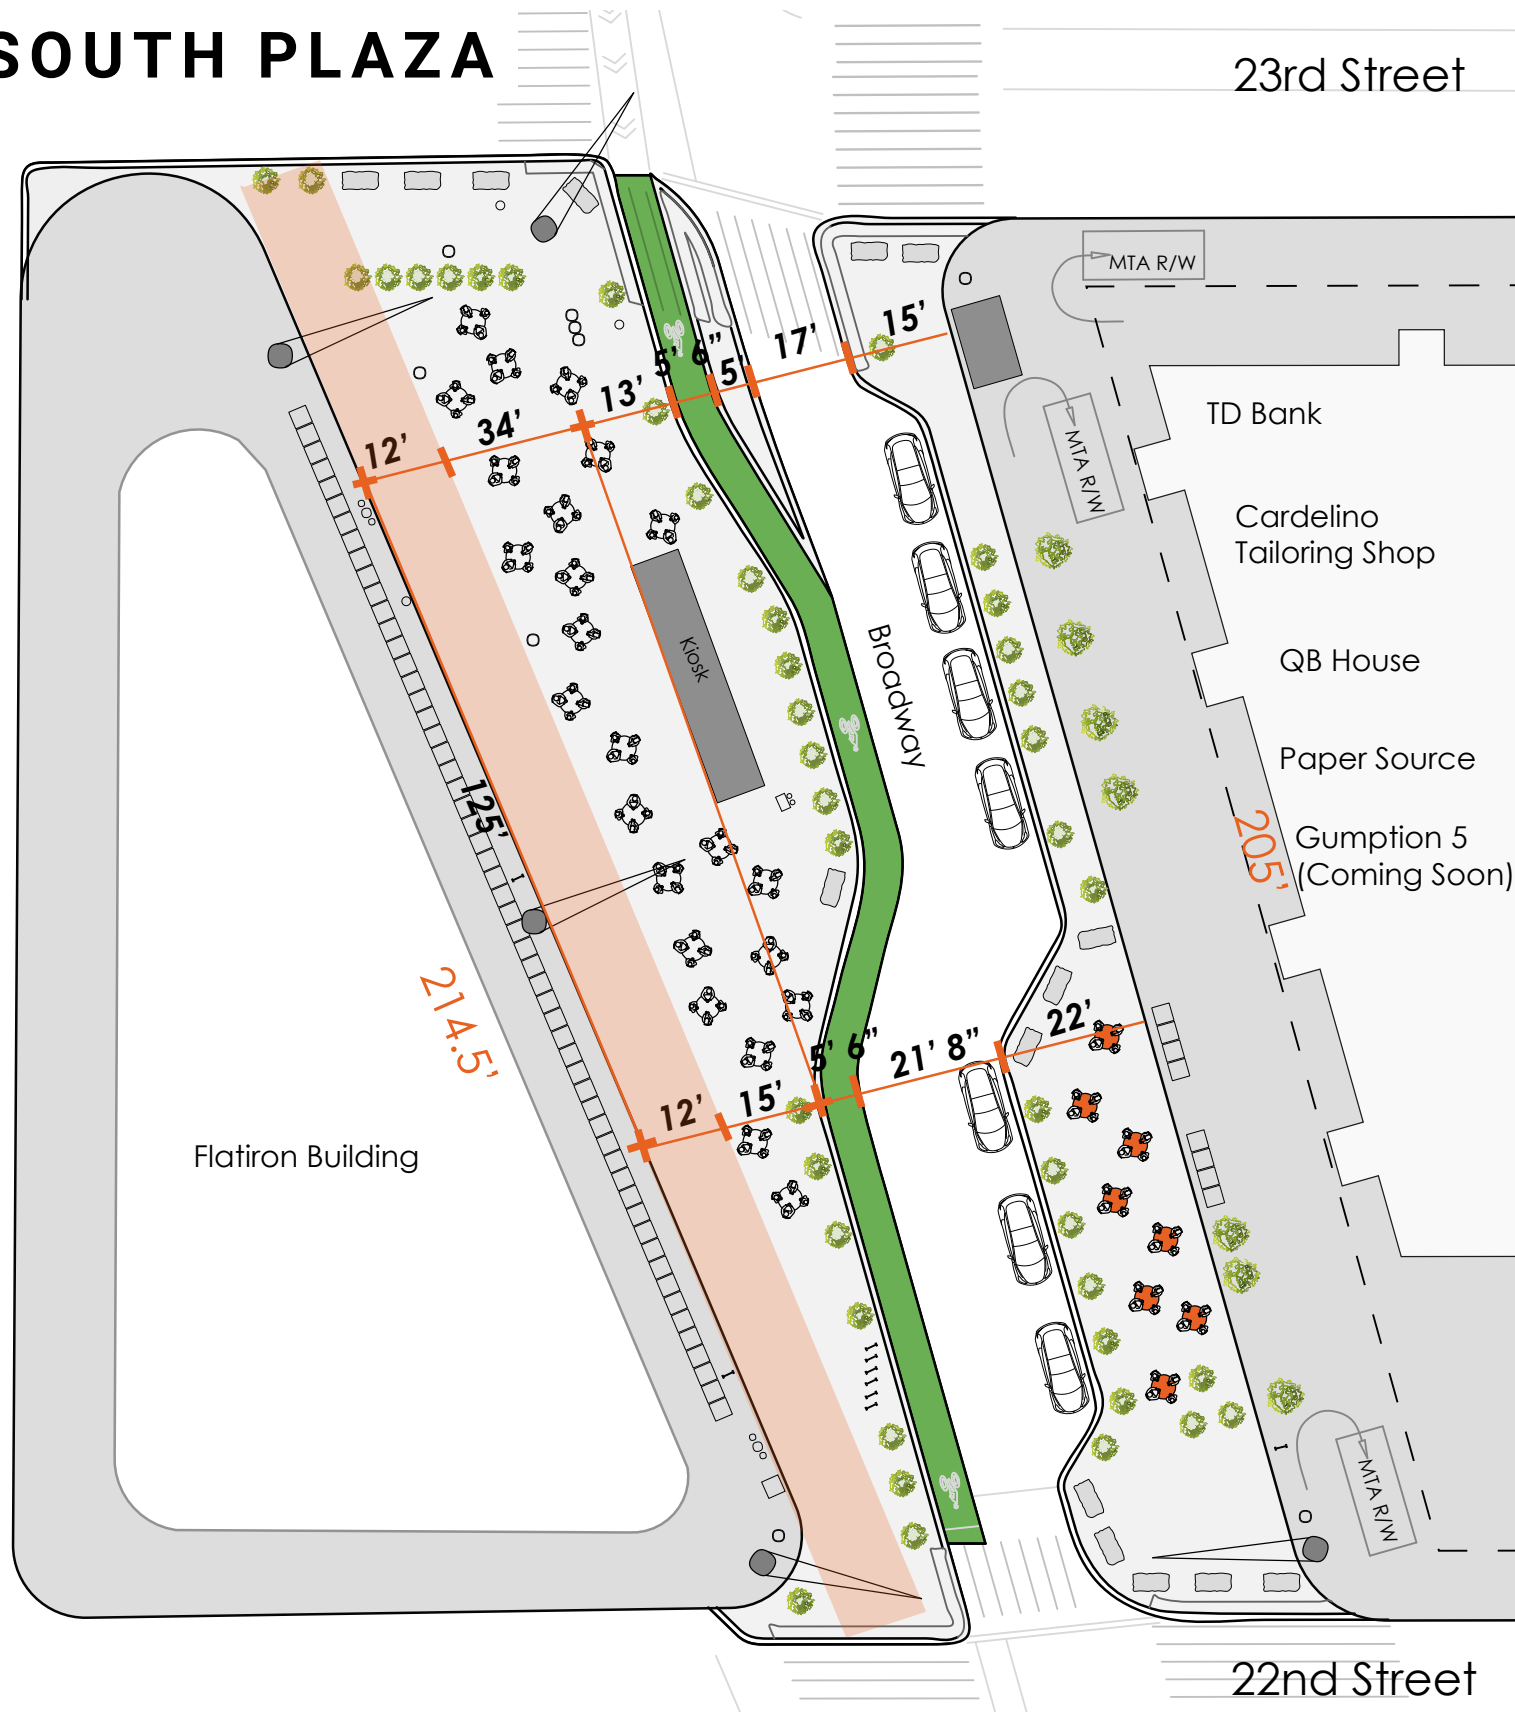 SOUTH PLAZA
23rd Street
MTA R/W
15’
17’
5’ 6”
5’
13’
34’
12’
MTA R/W
TD Bank
Cardelino
Tailoring Shop
Kiosk
Broadway
QB House
Paper Source
125’
205’
Gumption 5
(Coming Soon)
214.5’
22’
5’ 6”
21’ 8”
15’
12’
Flatiron Building
MTA R/W
22nd Street